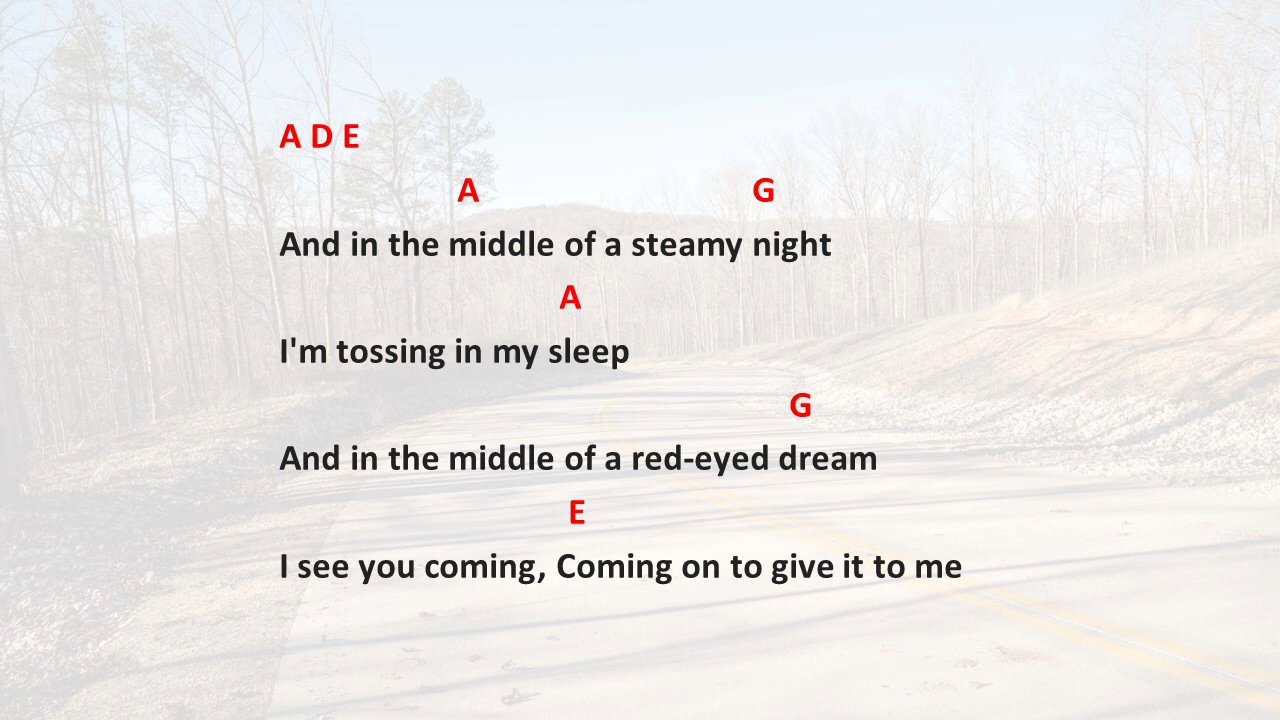 A D E
A G
And in the middle of a steamy night
A
I'm tossing in my sleep
G
And in the middle of a red-eyed dream
E
I see you coming, Coming on to give it to me